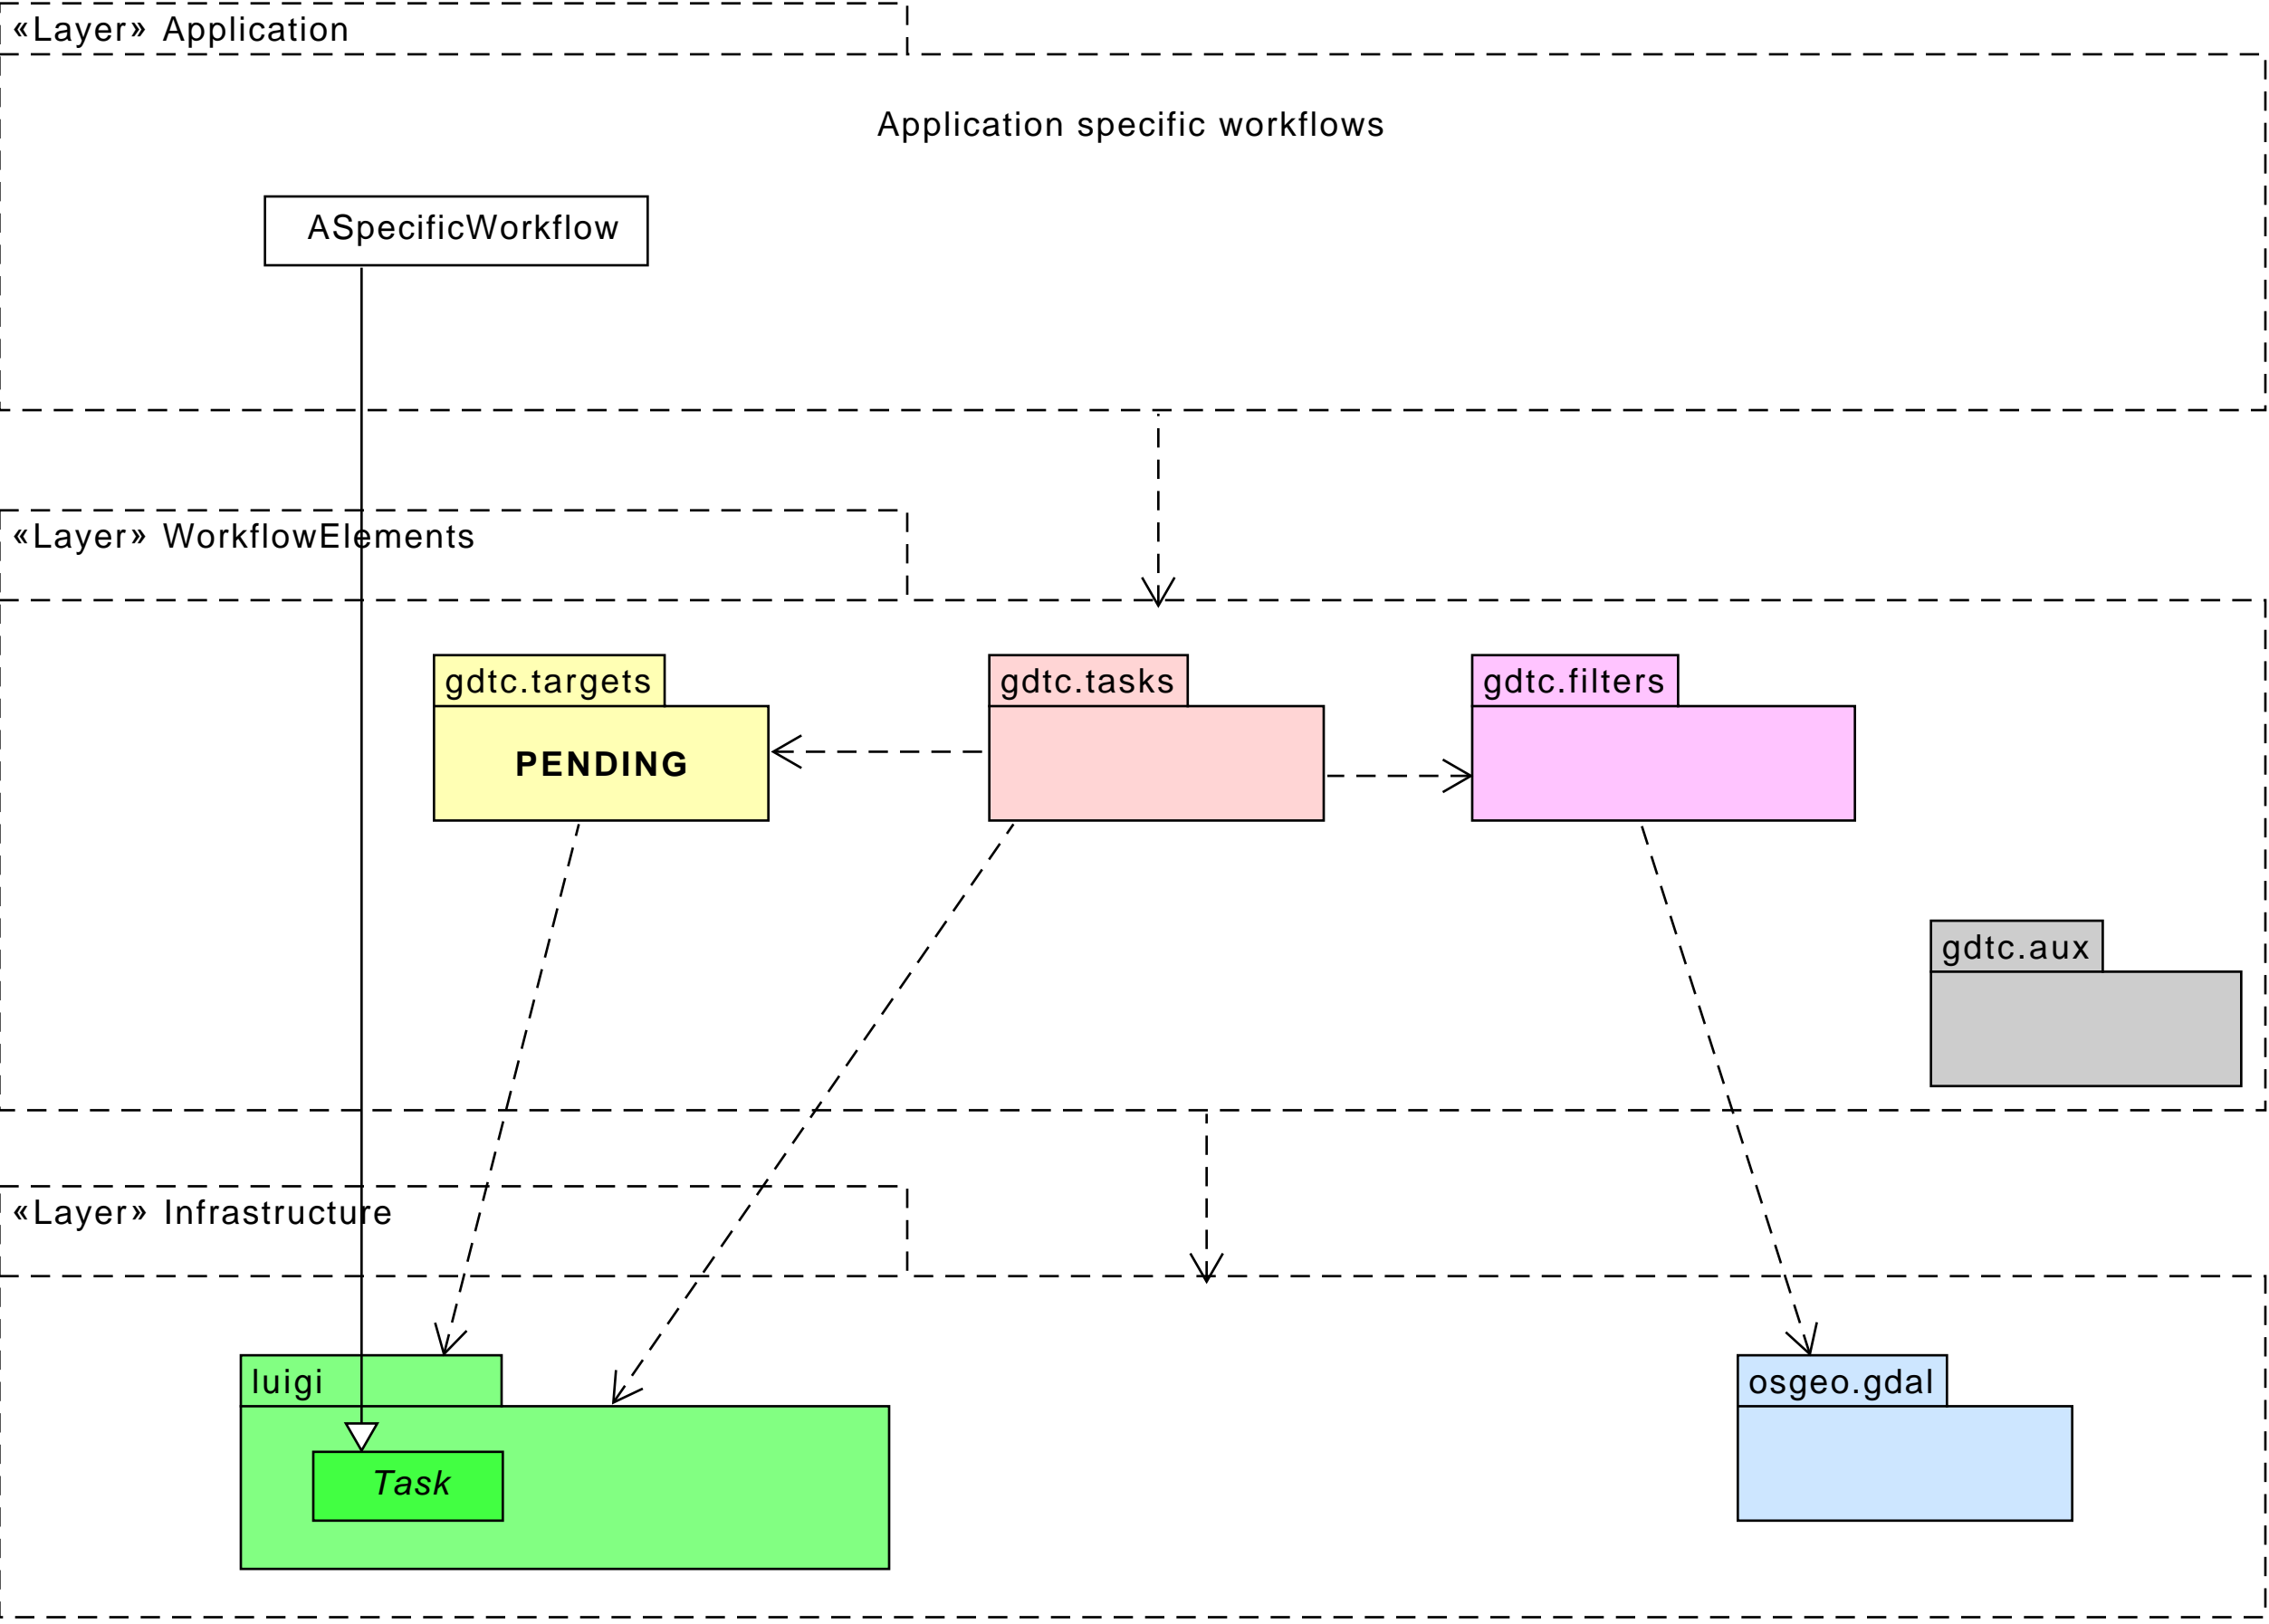 «Layer» Application
Application specific workflows
ASpecificWorkflow
«Layer» WorkflowElements
gdtc.targets
gdtc.tasks
gdtc.filters
PENDING
gdtc.aux
«Layer» Infrastructure
luigi
osgeo.gdal
Task